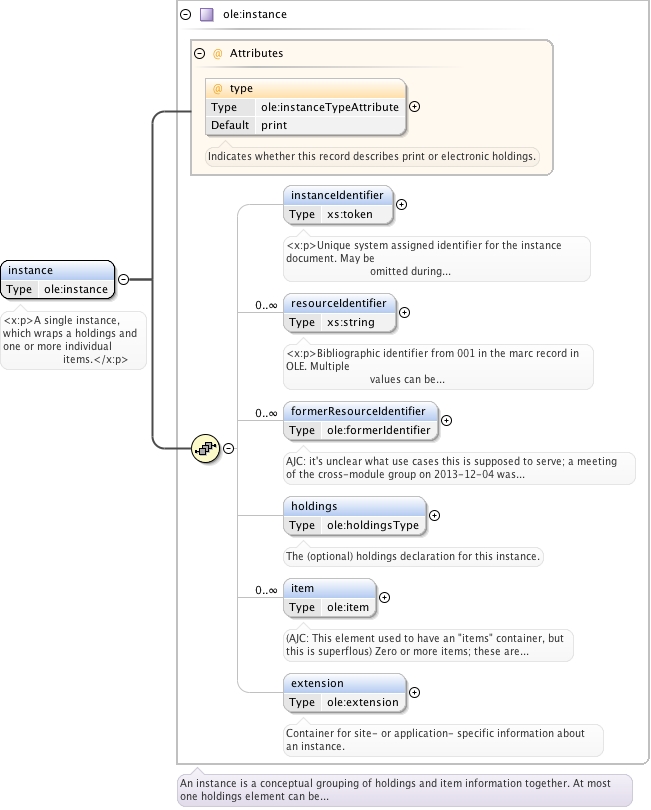 ole:instance
@ Attributes
@ type
Type ole:instanceTypeAttribute
Default print
Indicates whether this record describes print or electronic holdings.
instance
Type ole:instance
<x:p>A single instance,
which wraps a holdings and
one or more individual
items.</x:p>
instanceIdentifier
Type xs:token
<x:p>Unique system assigned identifier for the instance
document. May be
omitted during...
0..∞
resourceIdentifier
Type xs:string
<x:p>Bibliographic identifier from 001 in the marc record in
OLE. Multiple
values can be...
0..∞
formerResourceIdentifier
Type ole:formerIdentifier
AJC: it's unclear what use cases this is supposed to serve; a meeting
of the cross-module group on 2013-12-04 was...
holdings
Type ole:holdingsType
The (optional) holdings declaration for this instance.
0..∞
item
Type ole:item
(AJC: This element used to have an "items" container, but
this is superflous) Zero or more items; these are...
extension
Type ole:extension
Container for site- or application- specific information about
an instance.
An instance is a conceptual grouping of holdings and item information together. At most
one holdings element can be...